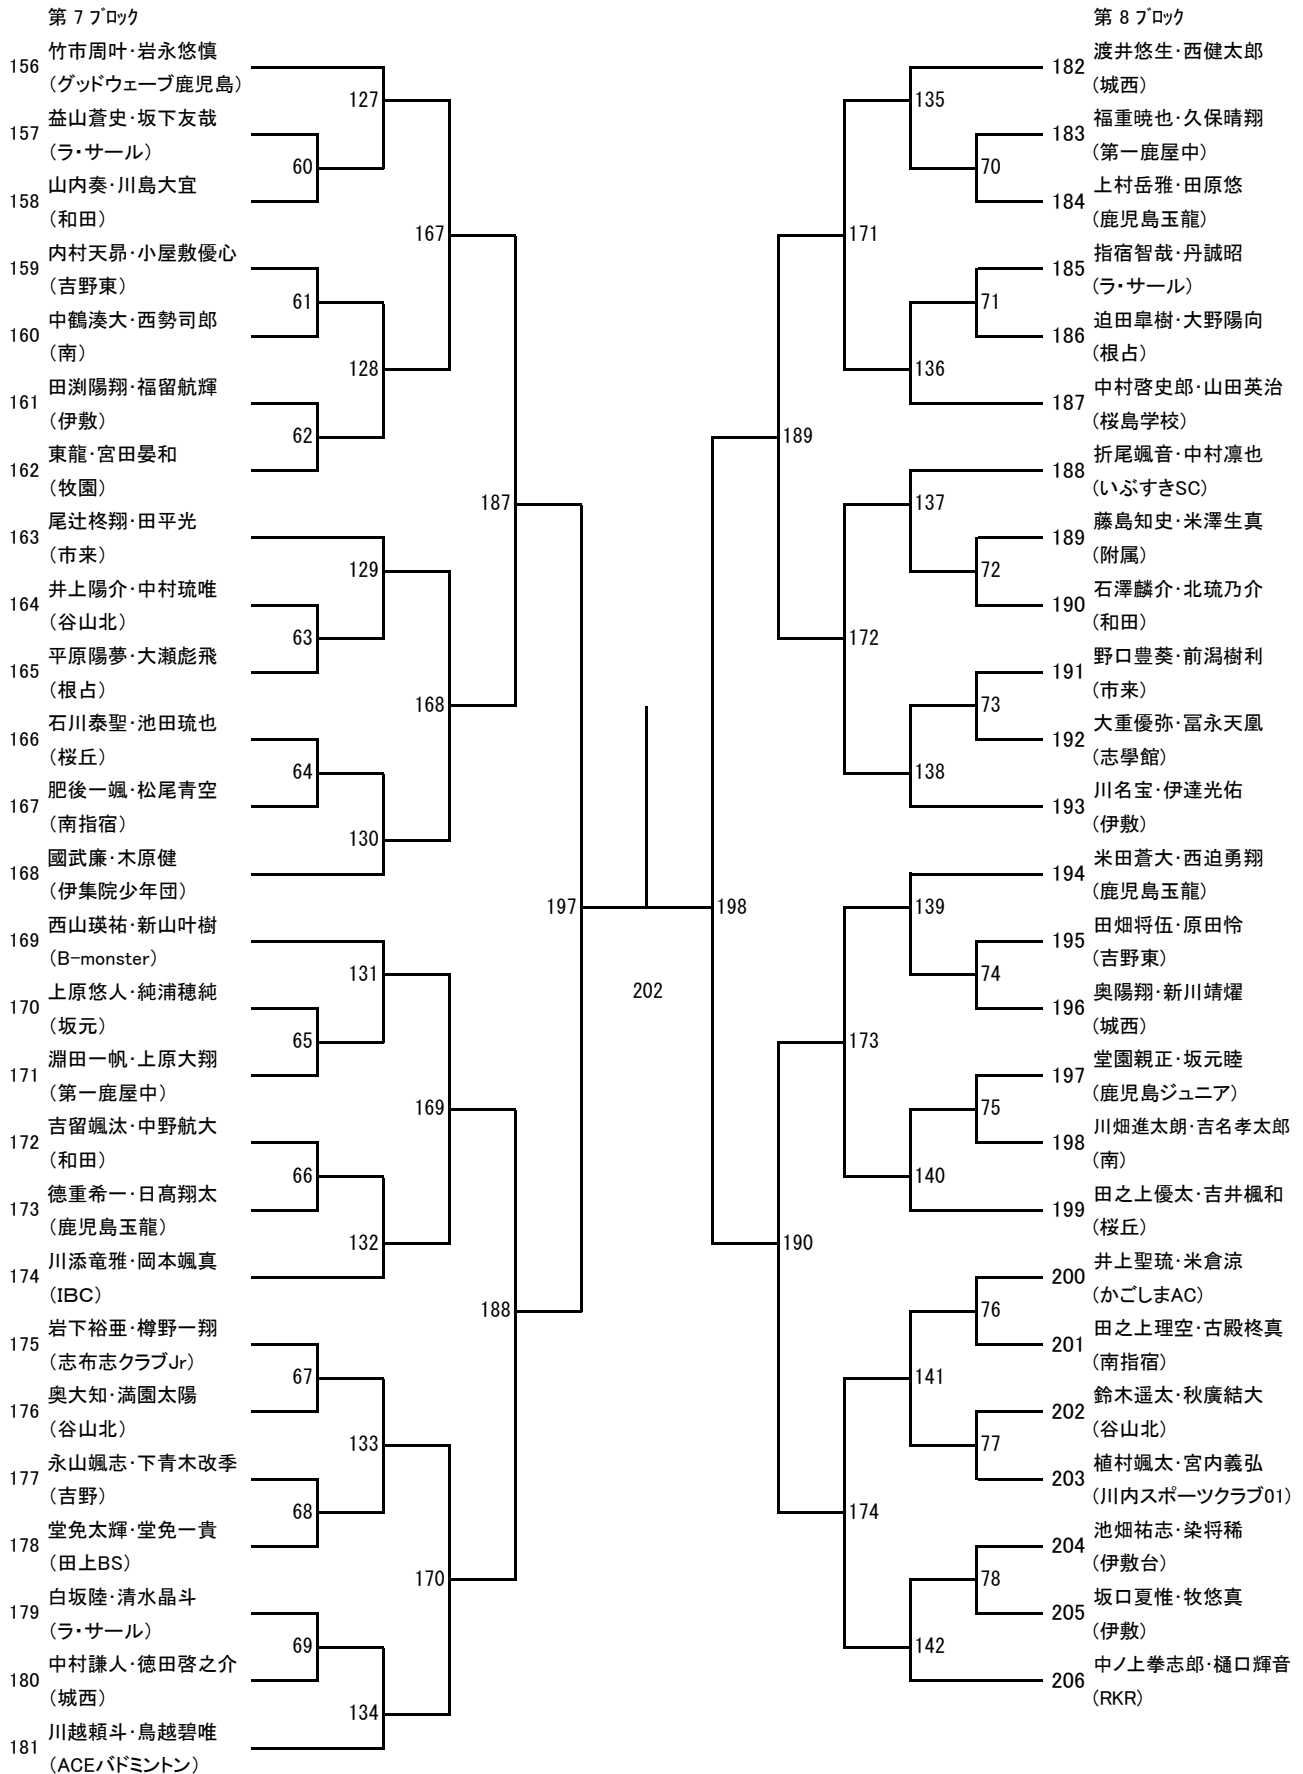 第７ブロック
156 竹市周叶・岩永悠慎
(グッドウェーブ鹿児島)
127
157 益山蒼史・坂下友哉
(ラ・サール)
60
158 山内奏・川島大宜
(和田)
167
159 内村天昴・小屋敷優心
(吉野東)
61
160 中鶴湊大・西勢司郎
(南)
128
161 田渕陽翔・福留航輝
(伊敷)
62
162 東龍・宮田晏和
(牧園)
187
163 尾辻柊翔・田平光
(市来)
129
164 井上陽介・中村琉唯
(谷山北)
63
165 平原陽夢・大瀬彪飛
(根占)
168
166 石川泰聖・池田琉也
(桜丘)
64
167 肥後一颯・松尾青空
(南指宿)
130
168 國武廉・木原健
(伊集院少年団)
197
169 西山瑛祐・新山叶樹
(B-monster)
131
170 上原悠人・純浦穂純
(坂元)
65
171 淵田一帆・上原大翔
(第一鹿屋中)
169
172 吉留颯汰・中野航大
(和田)
66
173 德重希一・日髙翔太
(鹿児島玉龍)
132
174 川添竜雅・岡本颯真
(IBC)
188
175 岩下裕亜・樽野一翔
(志布志クラブJr)
67
176 奥大知・満園太陽
(谷山北)
133
177 永山颯志・下青木改季
(吉野)
68
178 堂免太輝・堂免一貴
(田上BS)
170
179 白坂陸・清水晶斗
(ラ・サール)
69
180 中村謙人・徳田啓之介
(城西)
134
181 川越頼斗・鳥越碧唯
(ACEバドミントン)
202
第８ブロック
182 渡井悠生・西健太郎
(城西)
135
183 福重暁也・久保晴翔
(第一鹿屋中)
70
184 上村岳雅・田原悠
(鹿児島玉龍)
171
185 指宿智哉・丹誠昭
(ラ・サール)
71
186 迫田皐樹・大野陽向
(根占)
136
187 中村啓史郎・山田英治
(桜島学校)
189
188 折尾颯音・中村凛也
(いぶすきSC)
137
189 藤島知史・米澤生真
(附属)
72
190 石澤麟介・北琉乃介
(和田)
172
191 野口豊葵・前潟樹利
(市来)
73
192 大重優弥・冨永天凰
(志學館)
138
193 川名宝・伊達光佑
(伊敷)
198
194 米田蒼大・西迫勇翔
(鹿児島玉龍)
139
195 田畑将伍・原田怜
(吉野東)
74
196 奥陽翔・新川靖燿
(城西)
173
197 堂園親正・坂元睦
(鹿児島ジュニア)
75
198 川畑進太朗・吉名孝太郎
(南)
140
199 田之上優太・吉井楓和
(桜丘)
190
200 井上聖琉・米倉涼
(かごしまAC)
76
201 田之上理空・古殿柊真
(南指宿)
141
202 鈴木遥太・秋廣結大
(谷山北)
77
203 植村颯太・宮内義弘
(川内スポーツクラブ01)
174
204 池畑祐志・染将稀
(伊敷台)
78
205 坂口夏惟・牧悠真
(伊敷)
142
206 中ノ上拳志郎・樋口輝音
(RKR)